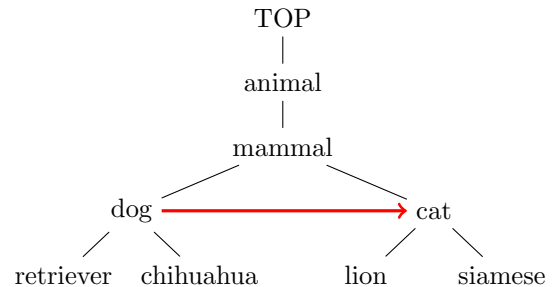 TOP
animal
mammal
dog cat
retriever chihuahua lion siamese